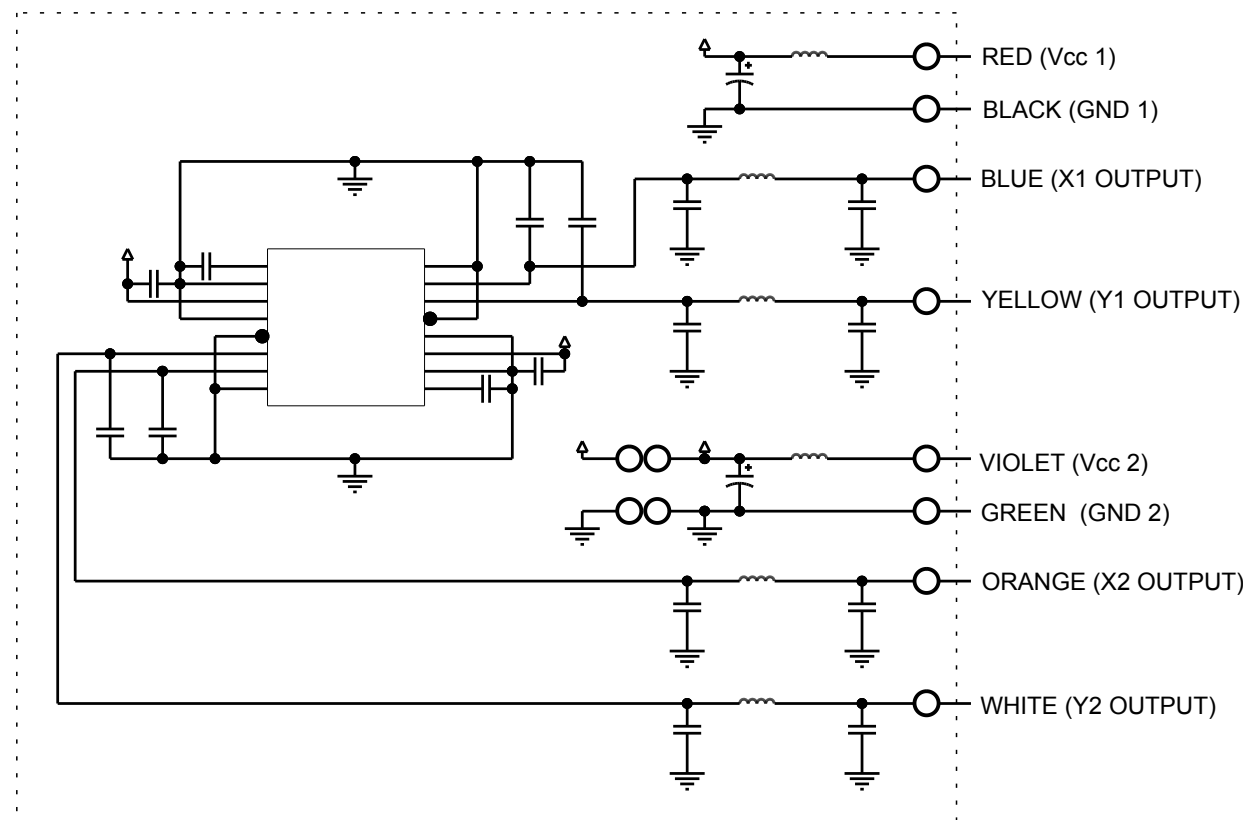 RED (Vcc 1)
BLACK (GND 1)
BLUE (X1 OUTPUT)
YELLOW (Y1 OUTPUT)
VIOLET (Vcc 2)
GREEN (GND 2)
ORANGE (X2 OUTPUT)
WHITE (Y2 OUTPUT)